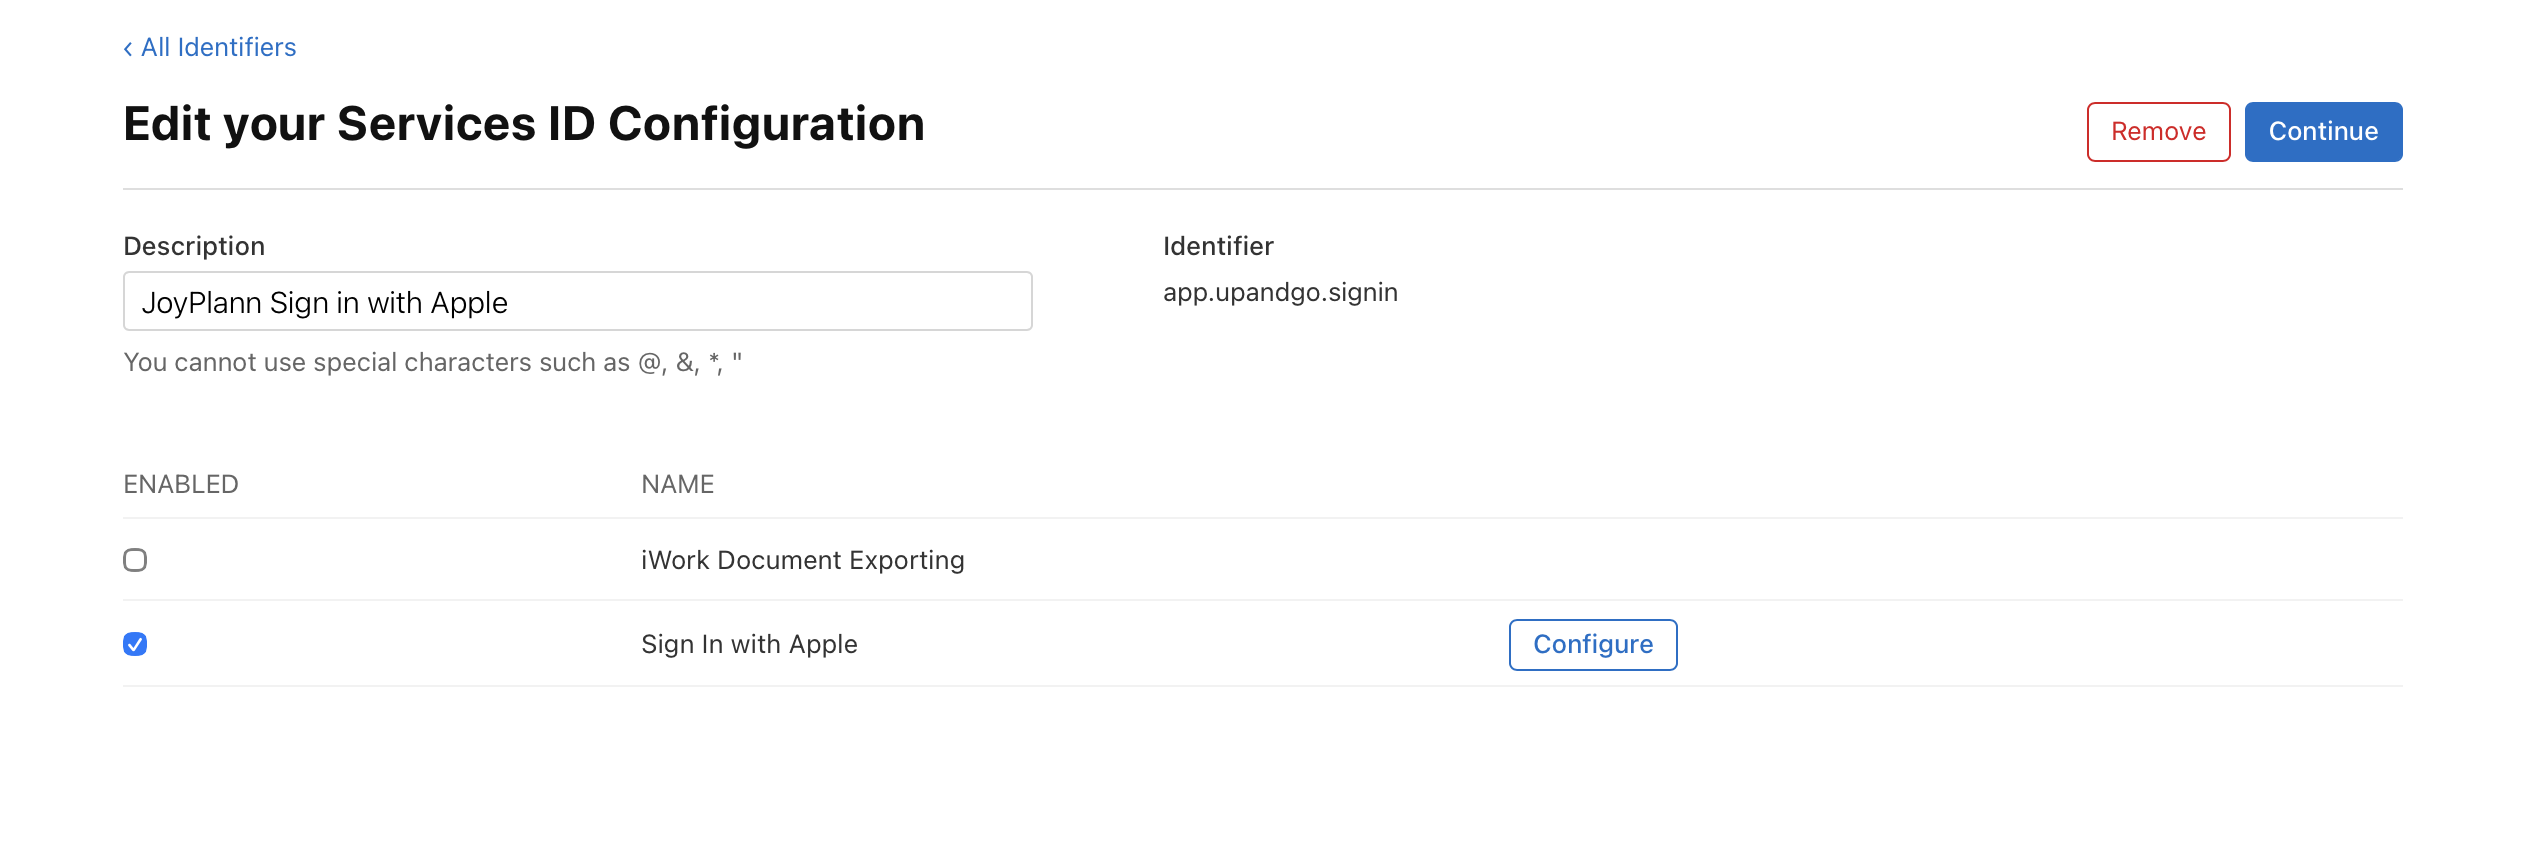 ‹ All Identifiers
Edit your Services ID Configuration
Remove
Continue
Description
JoyPlann Sign in with Apple
You cannot use special characters such as @, &, *, "
Identifier
app.upandgo.signin
ENABLED
NAME
iWork Document Exporting
Sign In with Apple
Configure